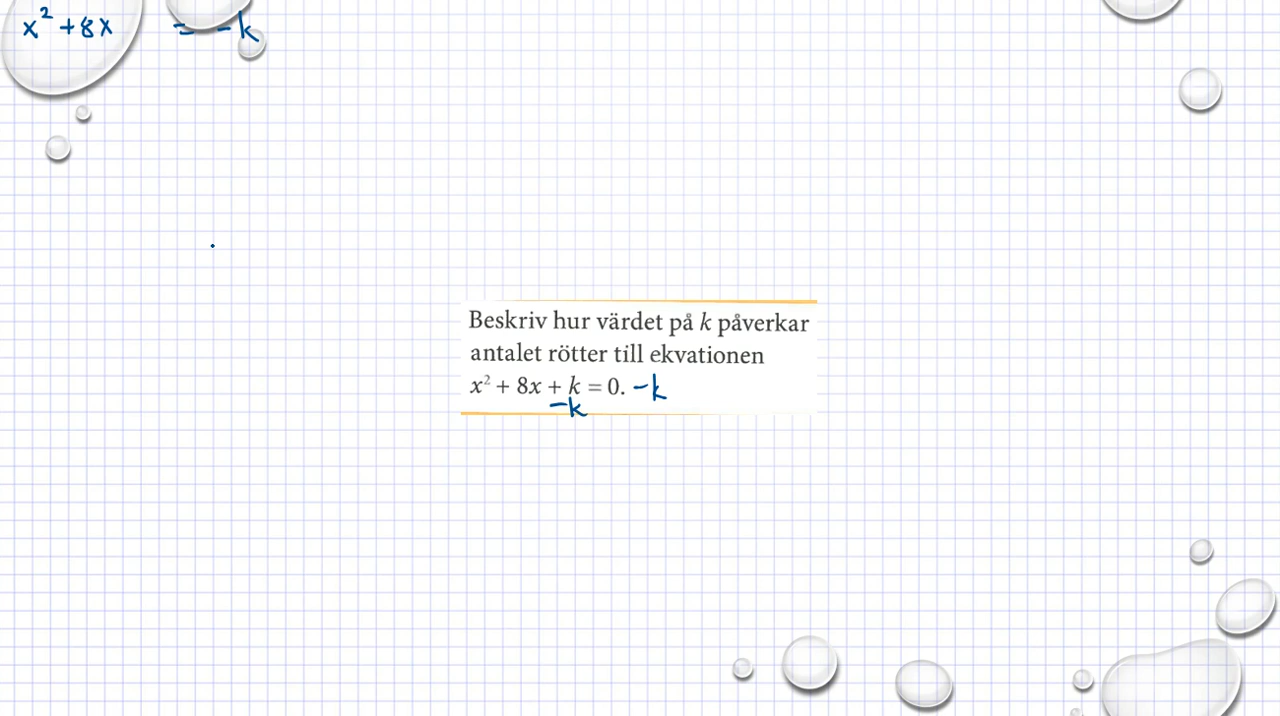 x² +8x = -k
Beskriv hur värdet på k påverkar
antalet rötter till ekvationen
x² + 8x + k = 0. -k
-k